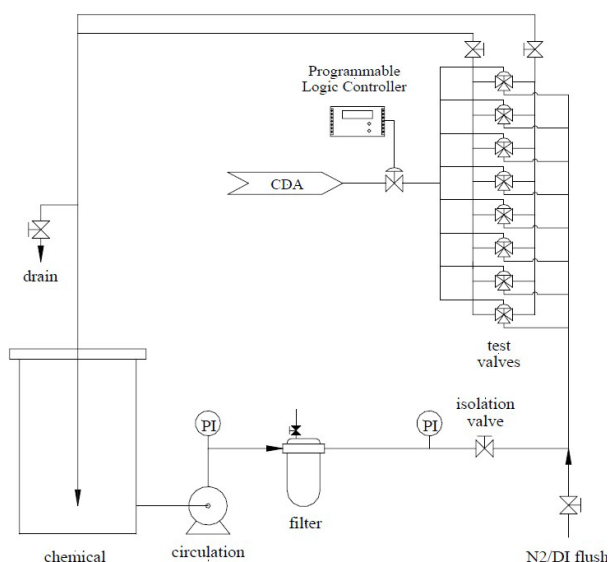 Programmable
Logic Controller
CDA
drain
test
valves
isolation
valve
PI
PI
filter
chemical
circulation
N2/DI flush